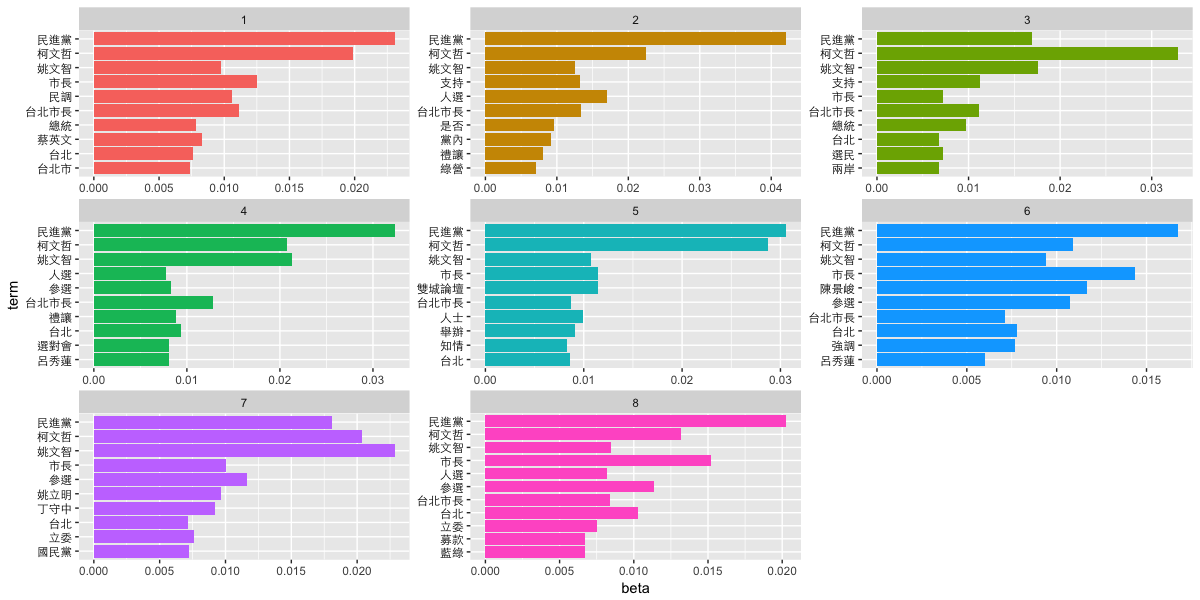 1
民進黨
柯文哲
姚文智
市長
民調
台北市長
總統
蔡英文
台北
台北市
0.000 0.005 0.010 0.015 0.020
2
民進黨
柯文哲
姚文智
支持
人選
台北市長
是否
黨內
禮讓
綠營
0.00 0.01 0.02 0.03 0.04
3
民進黨
柯文哲
姚文智
支持
市長
台北市長
總統
台北
選民
兩岸
0.00 0.01 0.02 0.03
4
民進黨
柯文哲
姚文智
人選
參選
台北市長
禮讓
台北
選對會
呂秀蓮
0.00 0.01 0.02 0.03
5
民進黨
柯文哲
姚文智
市長
雙城論壇
台北市長
人士
舉辦
知情
台北
0.00 0.01 0.02 0.03
6
民進黨
柯文哲
姚文智
市長
陳景峻
參選
台北市長
台北
強調
呂秀蓮
0.000 0.005 0.010 0.015
7
民進黨
柯文哲
姚文智
市長
參選
姚立明
丁守中
台北
立委
國民黨
0.000 0.005 0.010 0.015 0.020
8
民進黨
柯文哲
姚文智
市長
人選
參選
台北市長
台北
立委
募款
藍綠
0.000 0.005 0.010 0.015 0.020
term
beta